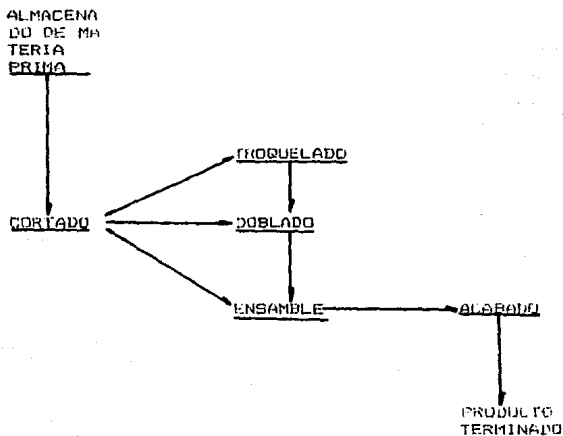 ALMACENA
DO DE MA
TERIA
PRIMA
TROQUELADO
CORTADO
DOBLADO
ENSAMBLE
ACABADO
PRODUCTO
TERMINADO